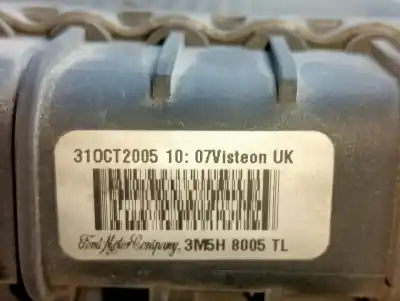 31OCT2005 10: 07Visteon UK
Ford Motor Company 3M5H 8005 TL